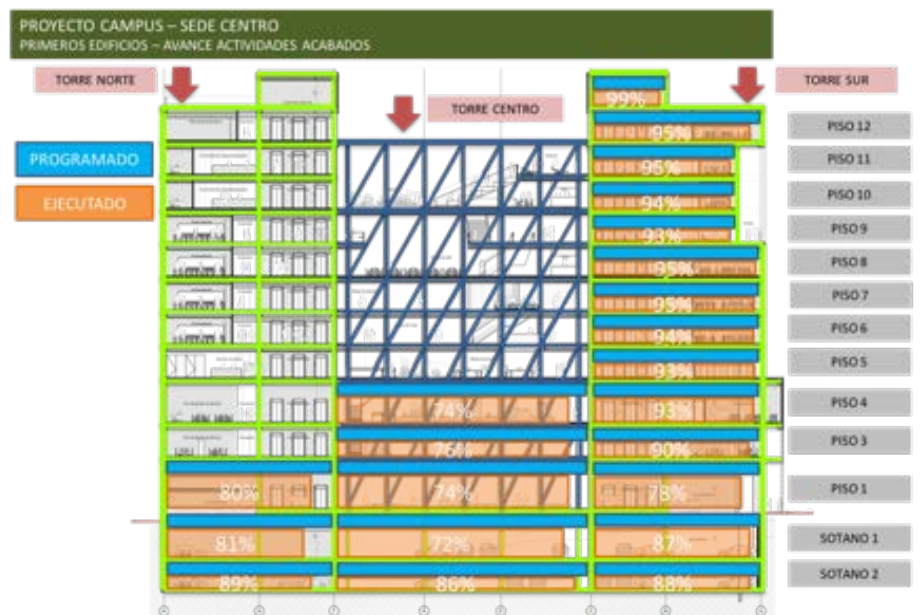 PROYECTO CAMPUS – SEDE CENTRO
PRIMEROS EDIFICIOS – AVANCE ACTIVIDADES ACABADOS
TORRE NORTE
TORRE SUR
TORRE CENTRO
99%
PISO 12
95%
PROGRAMADO
PISO 11
95%
EJECUTADO
PISO 10
94%
PISO 9
93%
PISO 8
95%
PISO 7
93%
PISO 6
94%
PISO 5
93%
PISO 4
74%
93%
PISO 3
76%
90%
PISO 1
80%
74%
78%
SOTANO 1
81%
72%
87%
SOTANO 2
89%
86%
88%